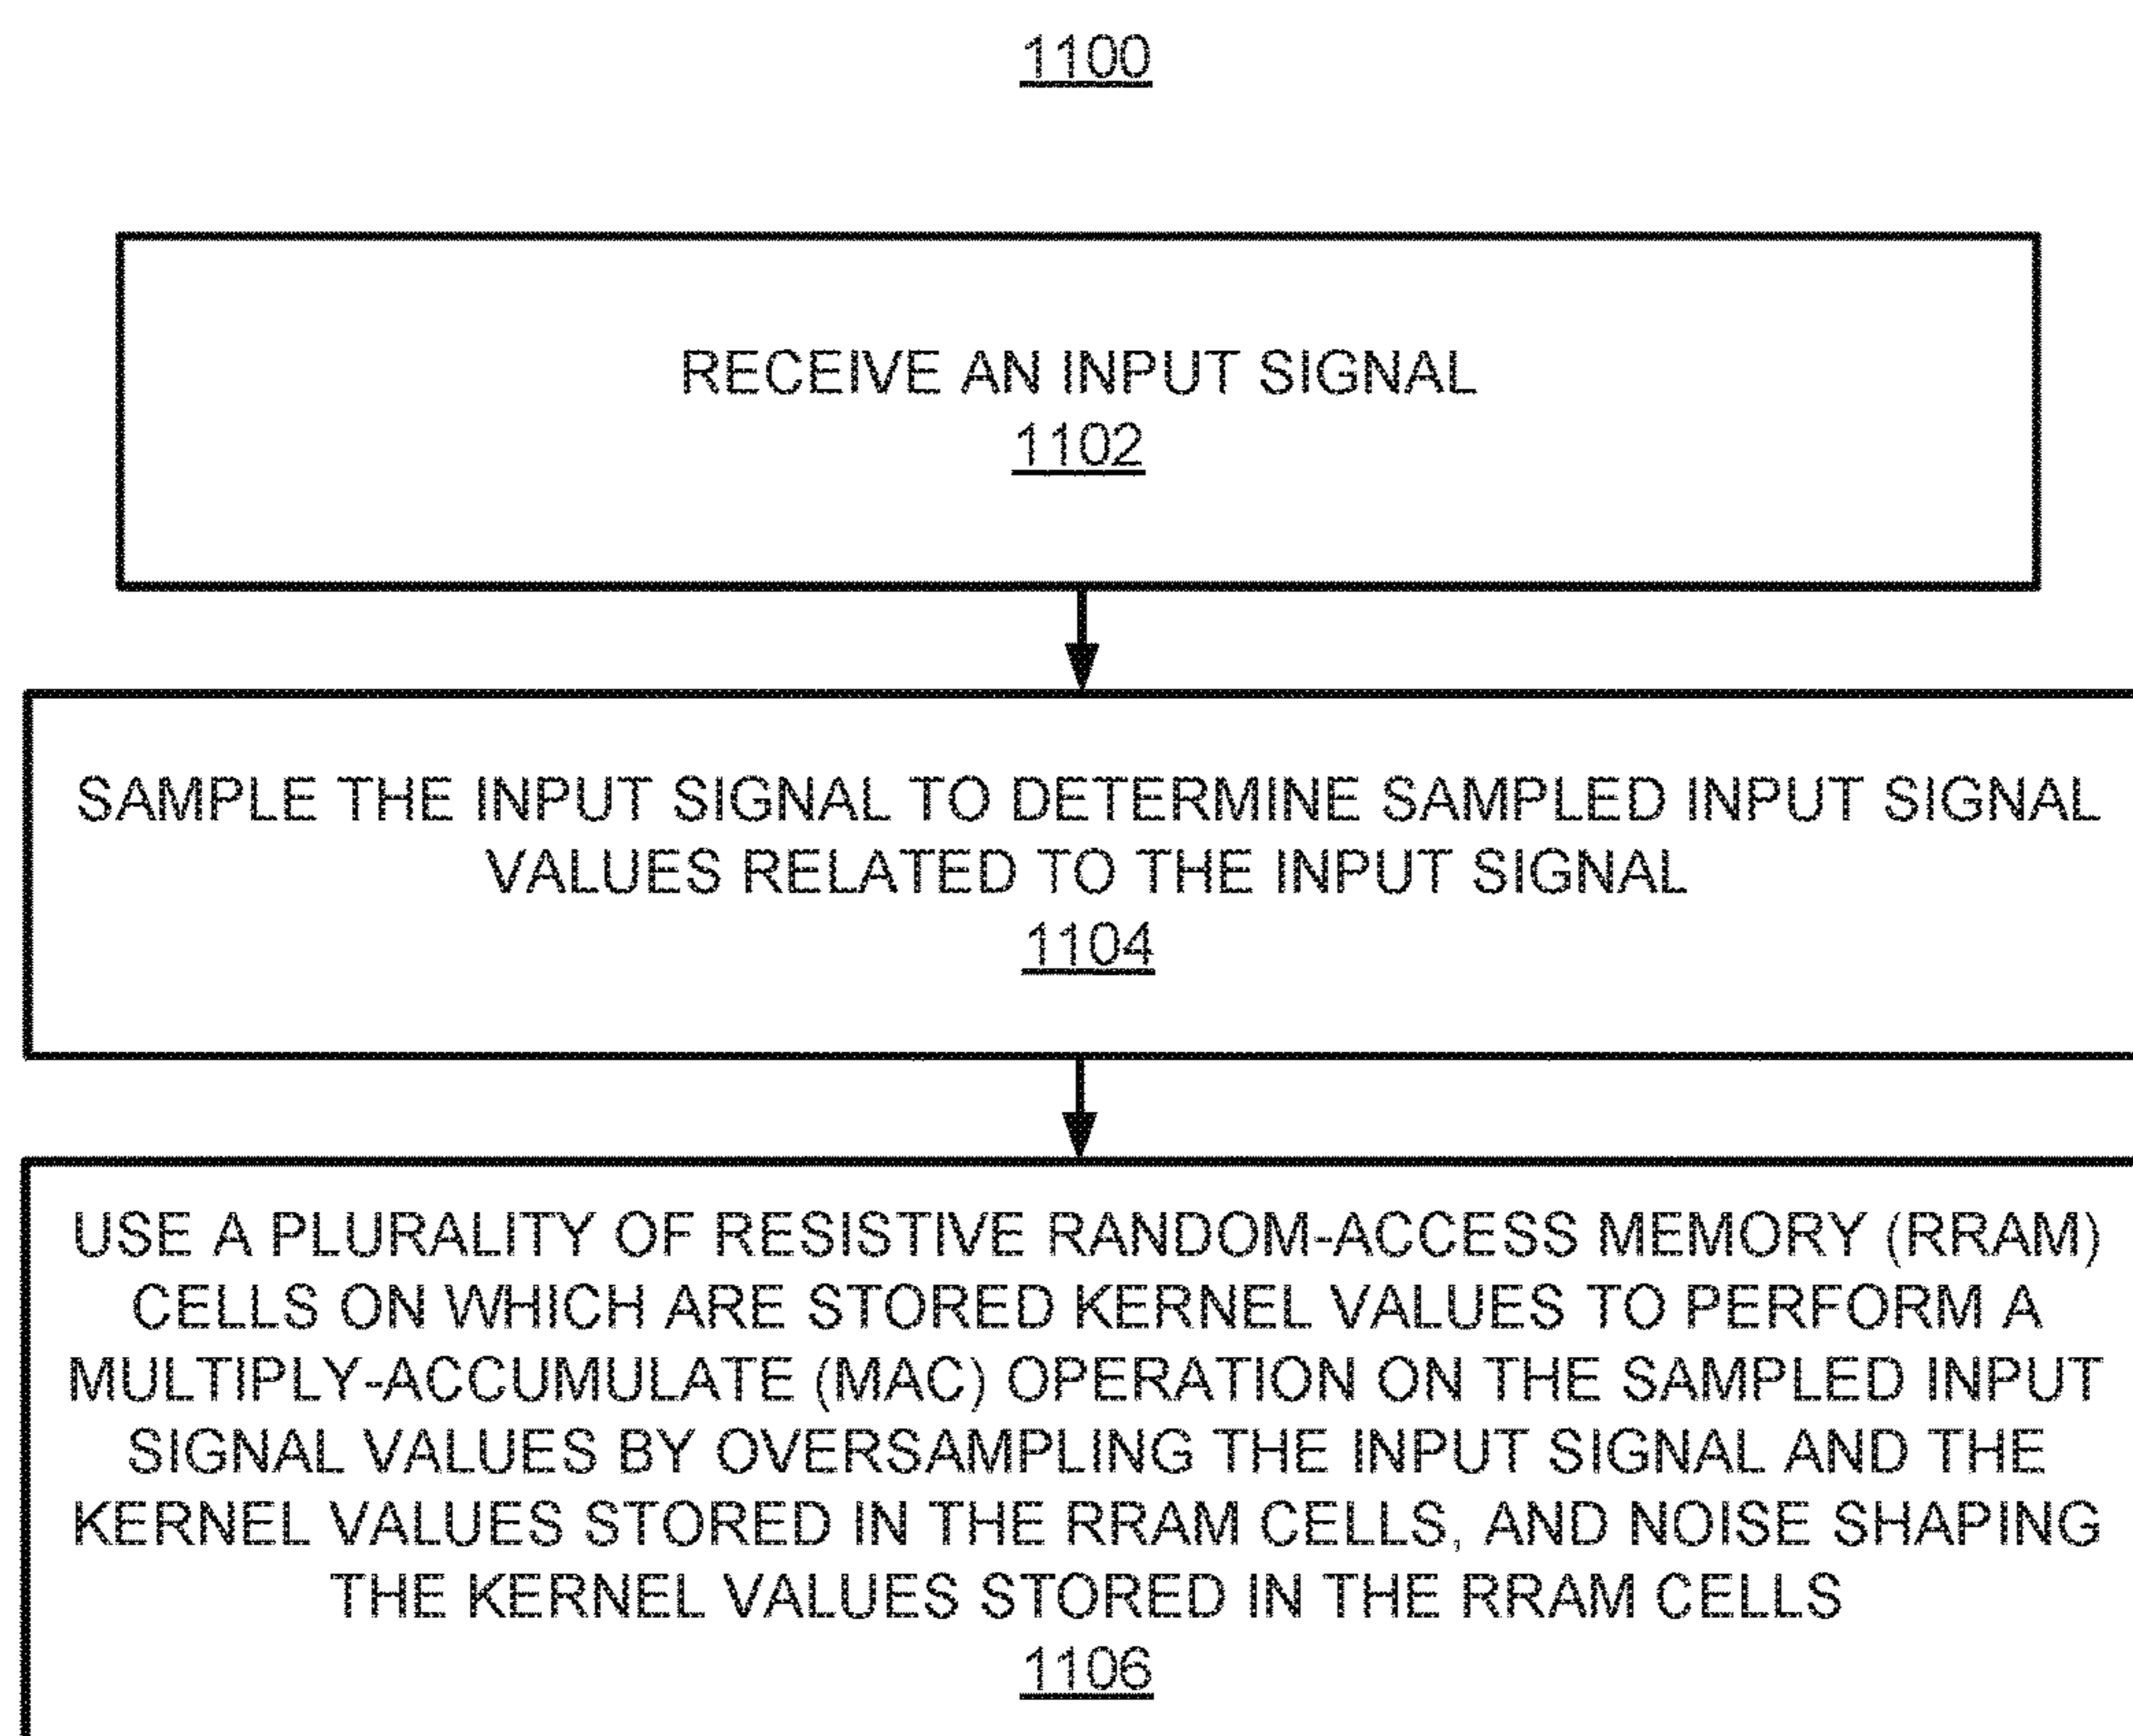 1100
RECEIVE AN INPUT SIGNAL
1102
SAMPLE THE INPUT SIGNAL TO DETERMINE SAMPLED INPUT SIGNAL
VALUES RELATED TO THE INPUT SIGNAL
1104
USE A PLURALITY OF RESISTIVE RANDOM-ACCESS MEMORY (RRAM)
CELLS ON WHICH ARE STORED KERNEL VALUES TO PERFORM A
MULTIPLY-ACCUMULATE (MAC) OPERATION ON THE SAMPLED INPUT
SIGNAL VALUES BY OVERSAMPLING THE INPUT SIGNAL AND THE
KERNEL VALUES STORED IN THE RRAM CELLS, AND NOISE SHAPING
THE KERNEL VALUES STORED IN THE RRAM CELLS
1106